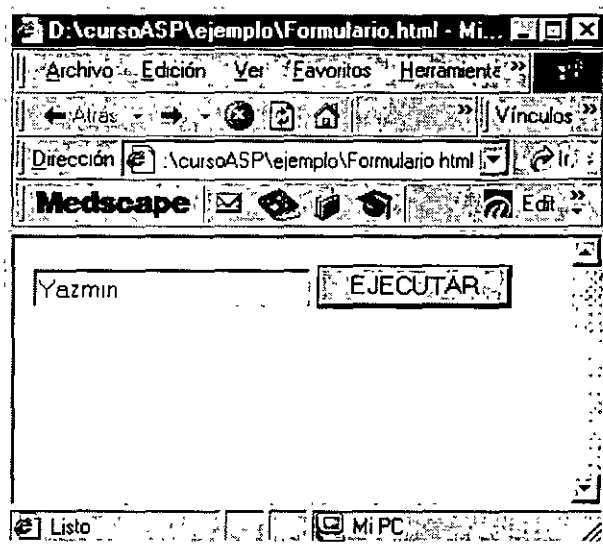 D:\cursoASP\ejemplo\Formulario.html - Mi...
Archivo Edición Ver Favoritos Herramienta »
Atrás » Vínculos »
Dirección :\cursoASP\ejemplo\Formulario html Ir »
Medscape Edit »
Yazmin EJECUTAR
Listo Mi PC